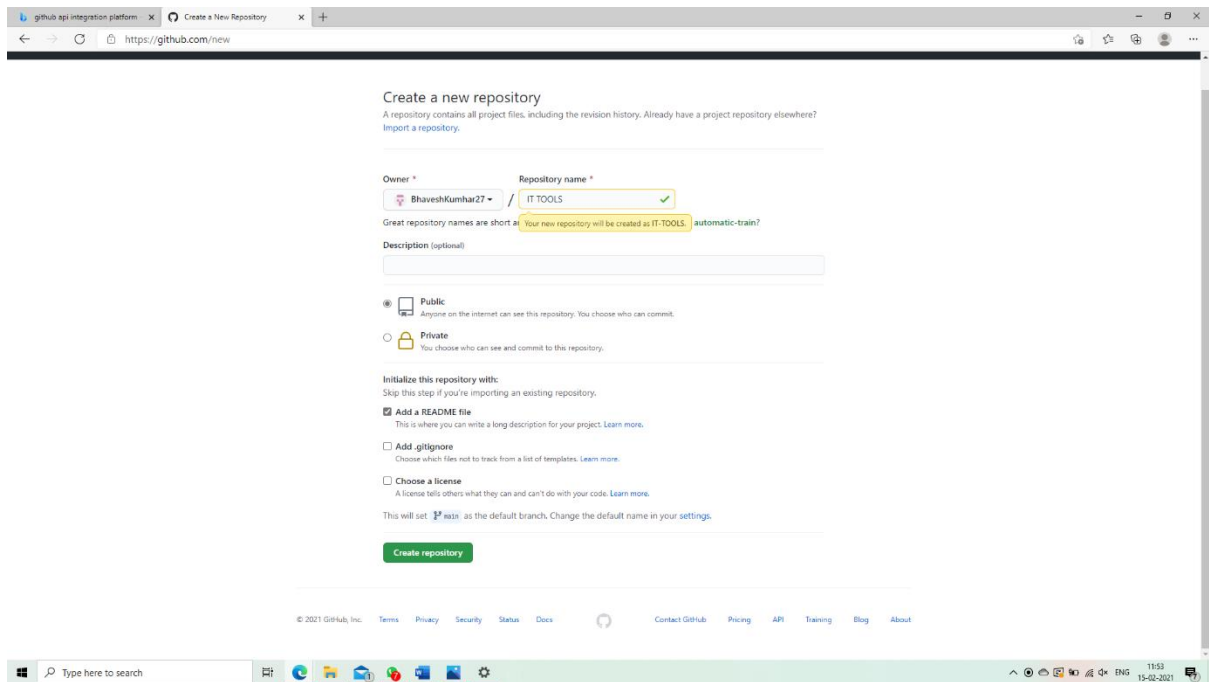 github api integration platform
Create a New Repository
https://github.com/new
Create a new repository
A repository contains all project files, including the revision history. Already have a project repository elsewhere?
Import a repository.
Owner * Repository name *
BhaveshKumhar27 / IT TOOLS
Great repository names are short a Your new repository will be created as IT-TOOLS. automatic-train?
Description (optional)
Public
Anyone on the internet can see this repository. You choose who can commit.
Private
You choose who can see and commit to this repository.
Initialize this repository with:
Skip this step if you're importing an existing repository.
Add a README file
This is where you can write a long description for your project. Learn more.
Add .gitignore
Choose which files not to track from a list of templates. Learn more.
Choose a license
A license tells others what they can and can't do with your code. Learn more.
This will set main as the default branch. Change the default name in your settings.
Create repository
© 2021 GitHub, Inc. Terms Privacy Security Status Docs Contact GitHub Pricing API Training Blog About
Type here to search
ENG
11:53
15-02-2021